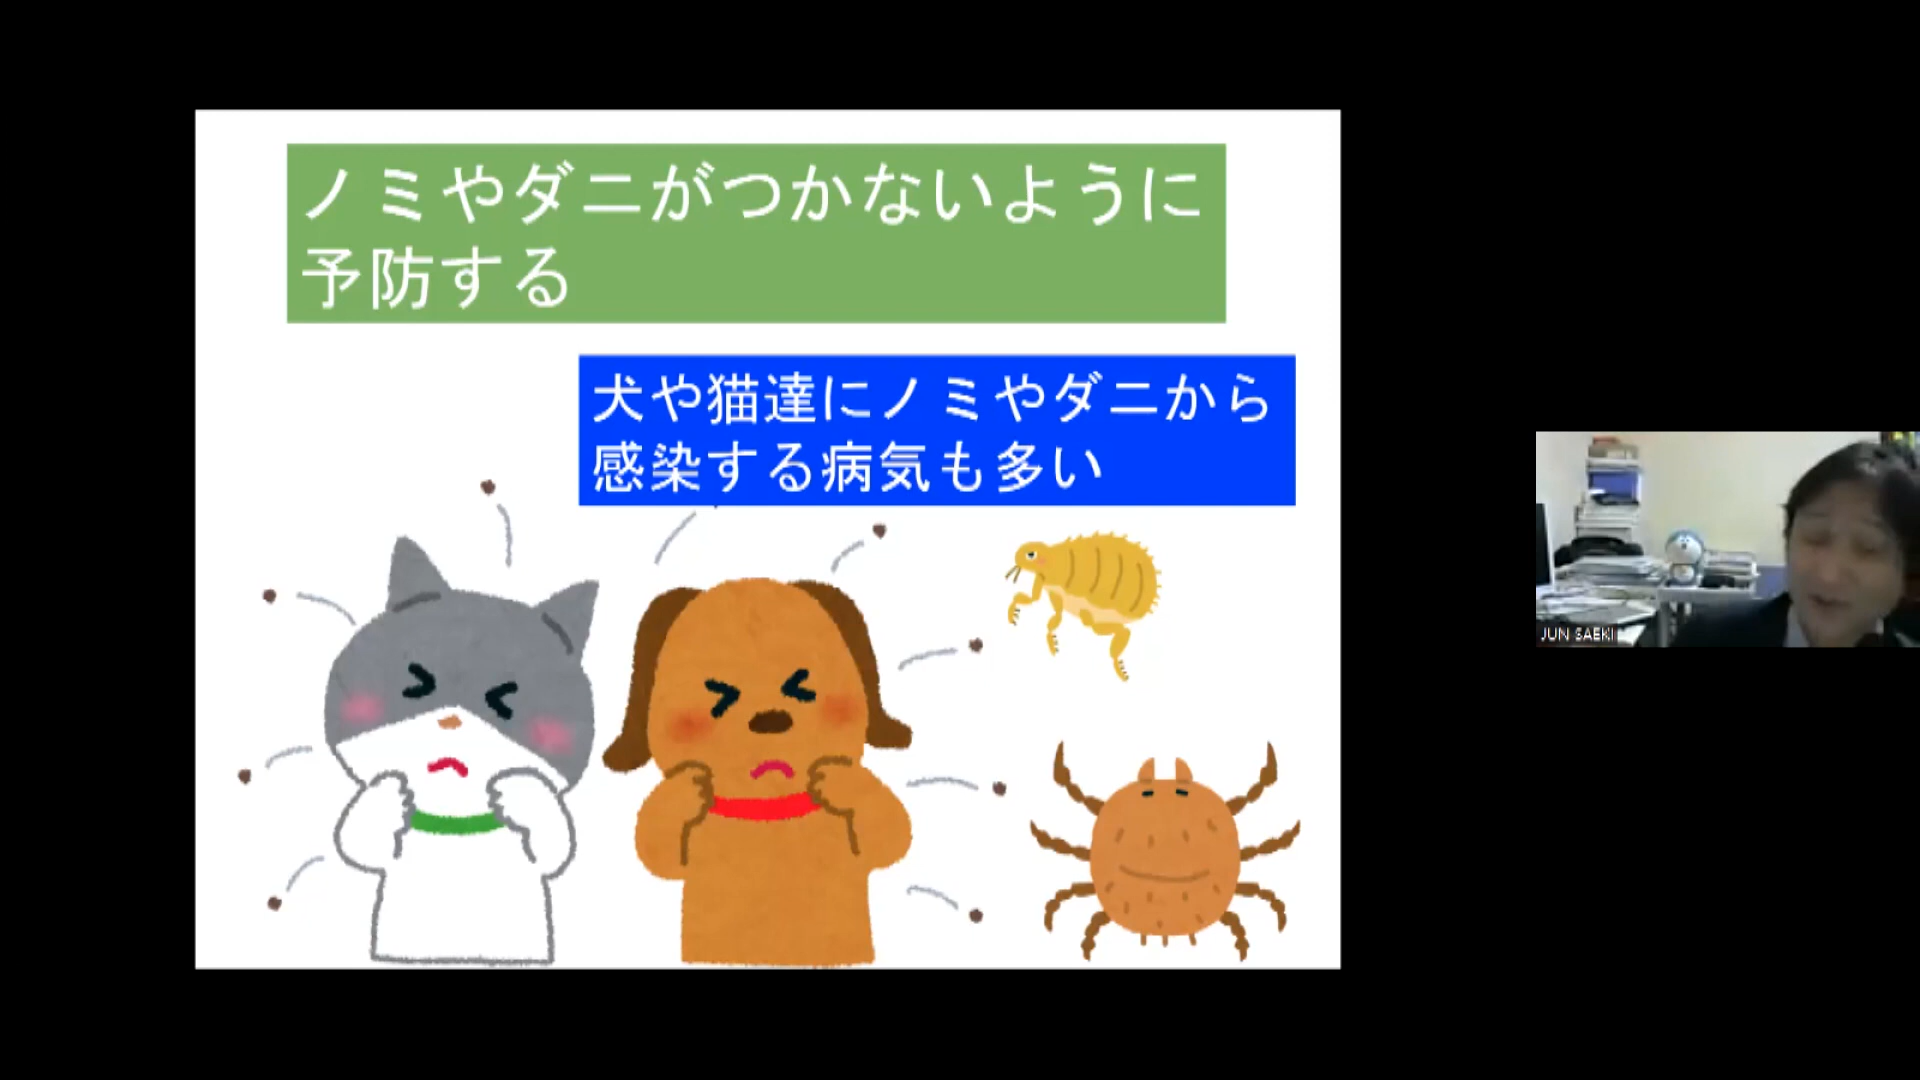 ノミやダニがつかないように
予防する
犬や猫達にノミやダニから
感染する病気も多い
JUN SAEKI